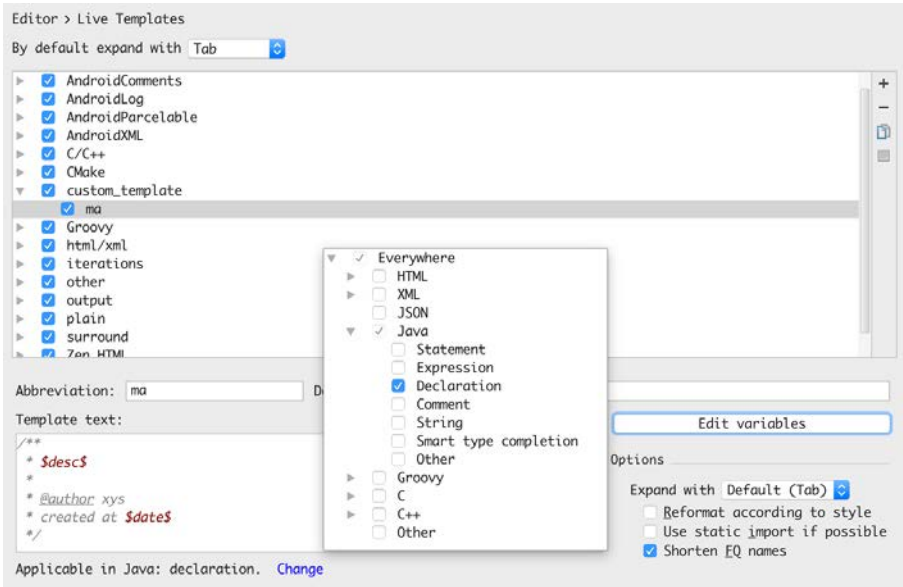 Editor > Live Templates
By default expand with Tab
AndroidComments
AndroidLog
AndroidParcelable
AndroidXML
C/C++
CMake
custom_template
ma
Groovy
html/xml
iterations
other
output
plain
surround
Zen HTML
Everywhere
HTML
XML
JSON
Java
Statement
Expression
Declaration
Comment
String
Smart type completion
Other
Groovy
C
C++
Other
Abbreviation: ma
Template text:
/**
* $desc$
*
* @author xys
* created at $date$
*/
Edit variables
Options
Expand with Default (Tab)
Reformat according to style
Use static import if possible
Shorten FQ names
Applicable in Java: declaration. Change